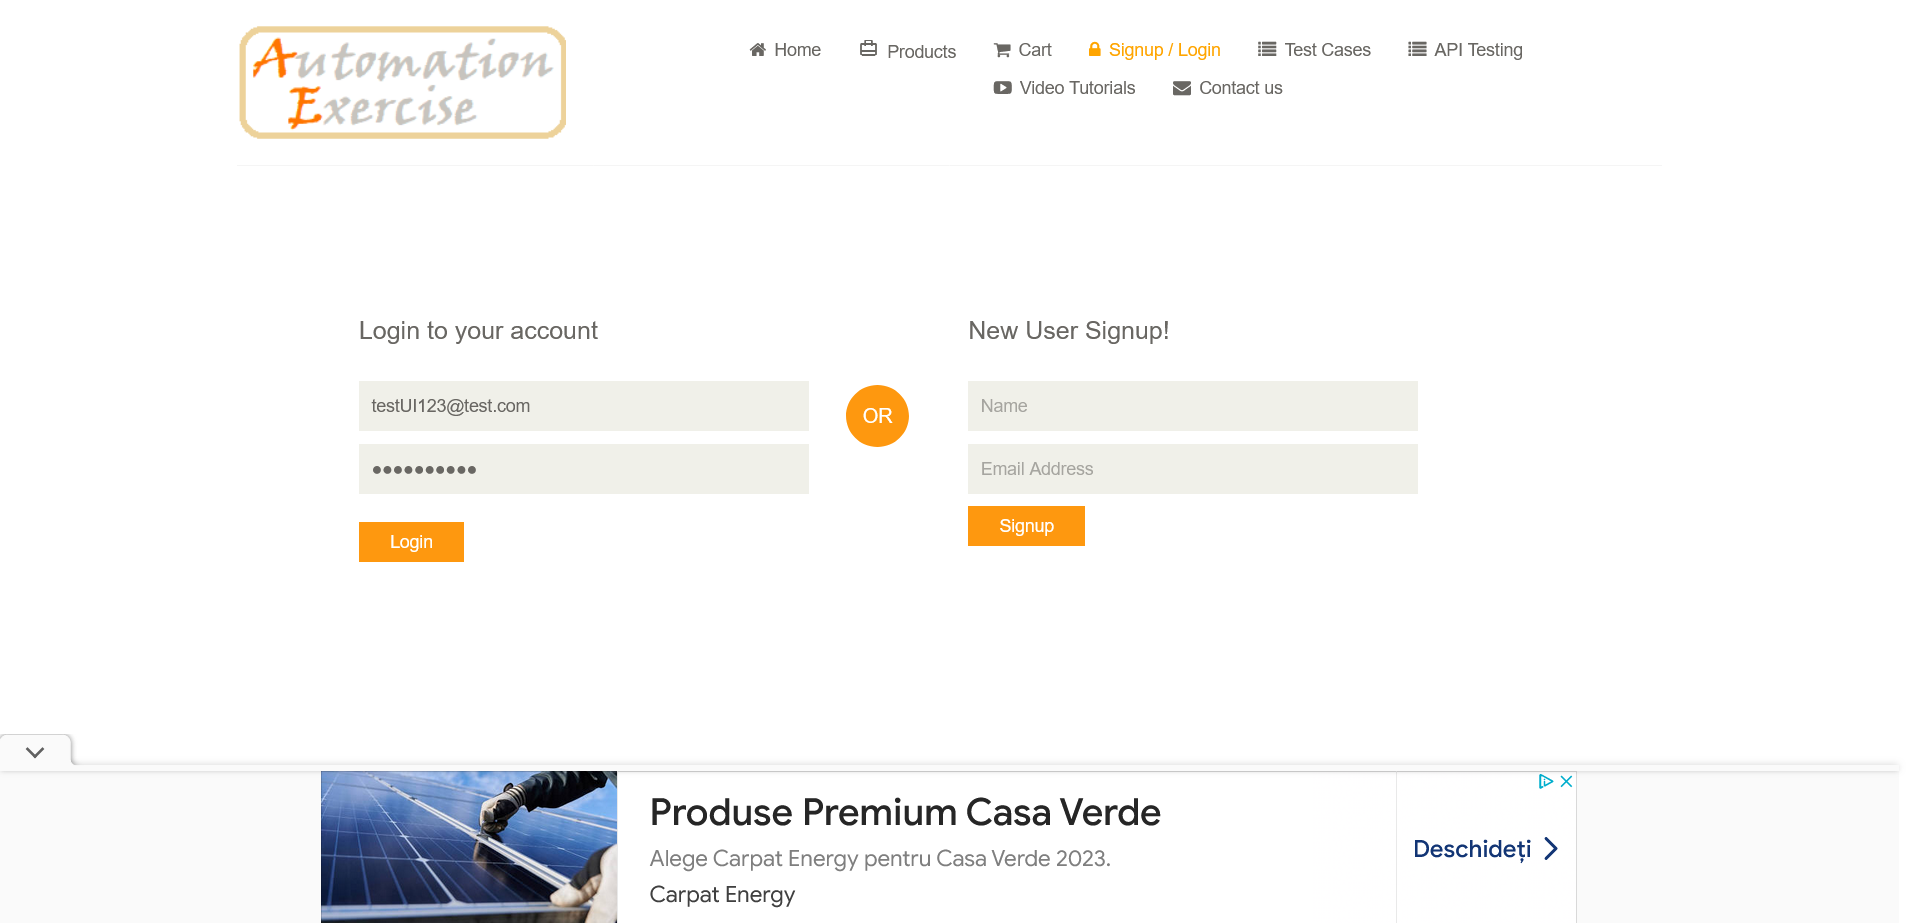 Automation
Exercise
Home
Products
Cart
Signup / Login
Test Cases
API Testing
Video Tutorials
Contact us
Login to your account
testUI123@test.com
●●●●●●●●●●
Login
OR
New User Signup!
Name
Email Address
Signup
Produse Premium Casa Verde
Alege Carpat Energy pentru Casa Verde 2023.
Carpat Energy
Deschideți